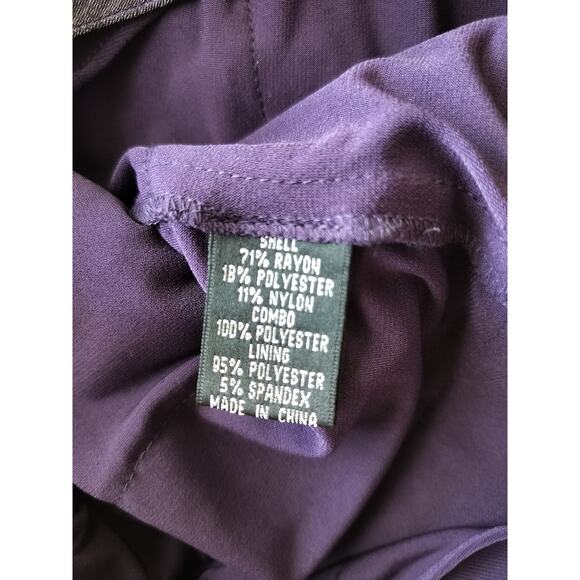 SHELL
71% RAYON
18% POLYESTER
11% NYLON
COMBO
100% POLYESTER
LINING
95% POLYESTER
5% SPANDEX
MADE IN CHINA